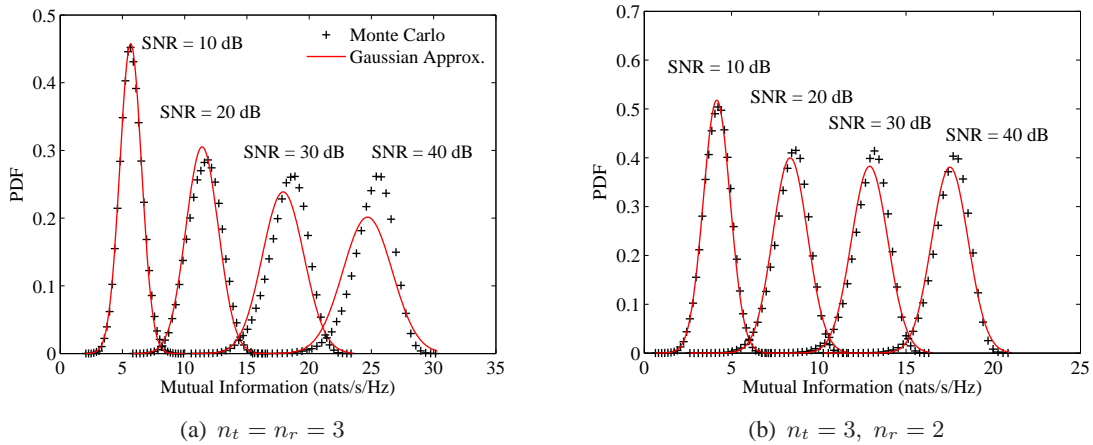 0.5
0.4
0.3
0.2
0.1
0
PDF
SNR = 10 dB
SNR = 20 dB
SNR = 30 dB
SNR = 40 dB
Monte Carlo
Gaussian Approx.
0 5 10 15 20 25 30 35
Mutual Information (nats/s/Hz)
(a) n_t = n_r = 3
0.7
0.6
0.5
0.4
0.3
0.2
0.1
0
PDF
SNR = 10 dB
SNR = 20 dB
SNR = 30 dB
SNR = 40 dB
0 5 10 15 20 25
Mutual Information (nats/s/Hz)
(b) n_t = 3, n_r = 2